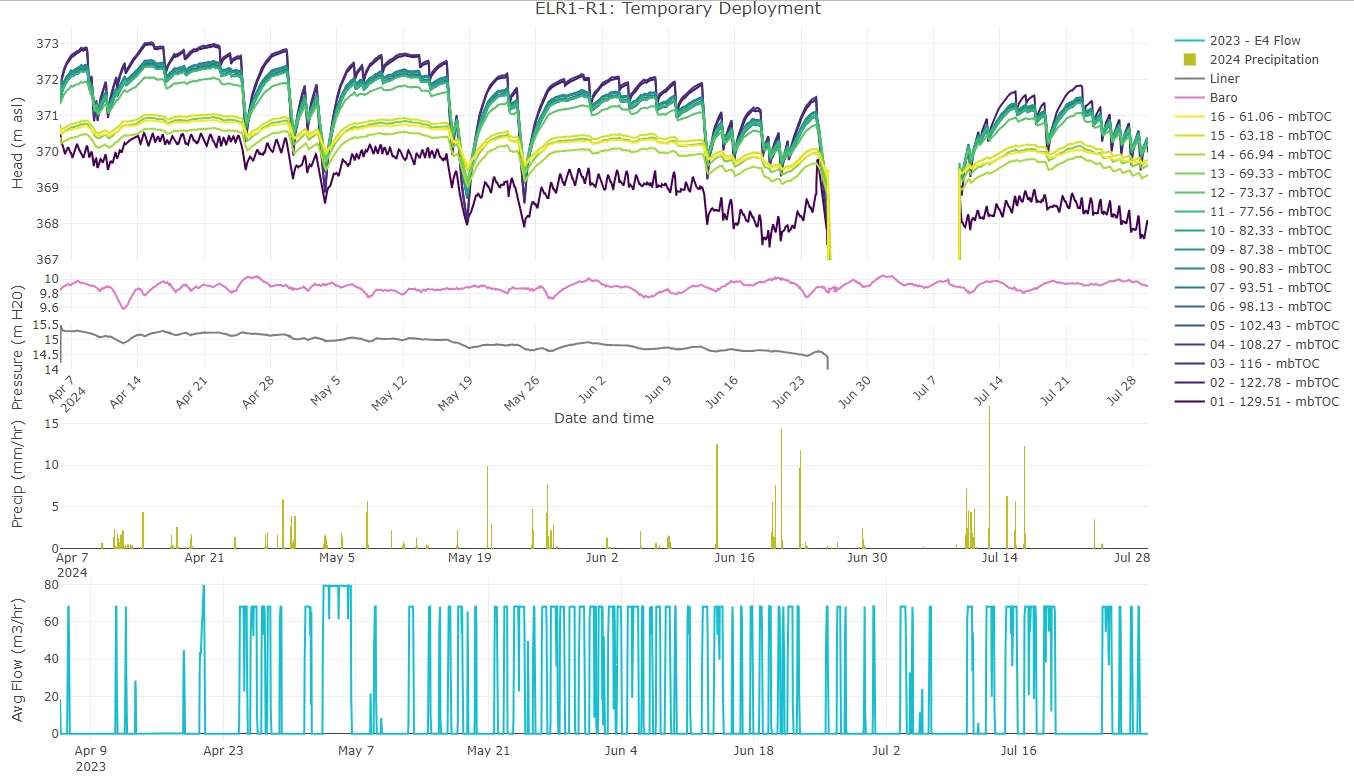 ELR1-R1: Temporary Deployment
373
372
371
370
369
368
367
Head (m asl)
10
9.8
9.6
15.5
15
14.5
14
Pressure (m H20)
Apr 7
2024
Apr 14
Apr 21
Apr 28
May 5
May 12
May 19
May 26
Jun 2
Jun 9
Jun 16
Jun 23
Jun 30
Jul 7
Jul 14
Jul 21
Jul 28
Date and time
2023 - E4 Flow
2024 Precipitation
Liner
Baro
16 - 61.06 - mbTOC
15 - 63.18 - mbTOC
14 - 66.94 - mbTOC
13 - 69.33 - mbTOC
12 - 73.37 - mbTOC
11 - 77.56 - mbTOC
10 - 82.33 - mbTOC
09 - 87.38 - mbTOC
08 - 90.83 - mbTOC
07 - 93.51 - mbTOC
06 - 98.13 - mbTOC
05 - 102.43 - mbTOC
04 - 108.27 - mbTOC
03 - 116 - mbTOC
02 - 122.78 - mbTOC
01 - 129.51 - mbTOC
15
10
5
0
Precip (mm/hr)
Apr 7
2024
Apr 21
May 5
May 19
Jun 2
Jun 16
Jun 30
Jul 14
Jul 28
80
60
40
20
0
Avg Flow (m3/hr)
Apr 9
2023
Apr 23
May 7
May 21
Jun 4
Jun 18
Jul 2
Jul 16